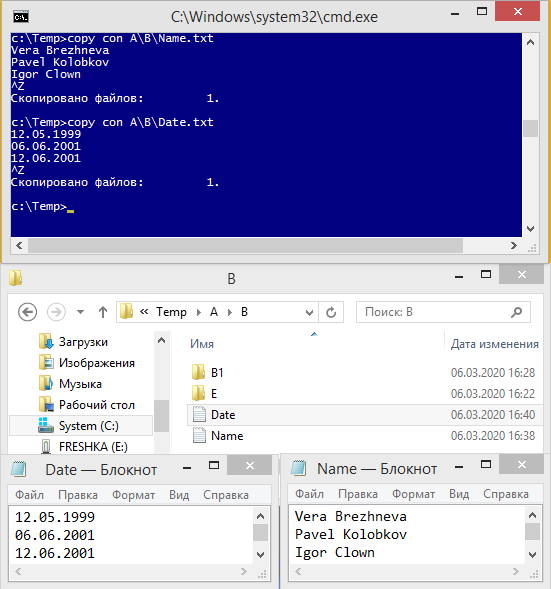 C:\Windows\system32\cmd.exe
c:\Temp>copy con A\B\Name.txt
Vera Brezhneva
Pavel Kolobkov
Igor Clown
^Z
Скопировано файлов:         1.
c:\Temp>copy con A\B\Date.txt
12.05.1999
06.06.2001
12.06.2001
^Z
Скопировано файлов:         1.
c:\Temp>
B
« Temp A B
Поиск: B
Загрузки
Изображения
Музыка
Рабочий стол
System (C:)
FRESHKA (E:)
Имя Дата изменения
B1 06.03.2020 16:28
E 06.03.2020 16:22
Date 06.03.2020 16:40
Name 06.03.2020 16:38
Date — Блокнот
Файл Правка Формат Вид Справка
12.05.1999
06.06.2001
12.06.2001
Name — Блокнот
Файл Правка Формат Вид Справка
Vera Brezhneva
Pavel Kolobkov
Igor Clown